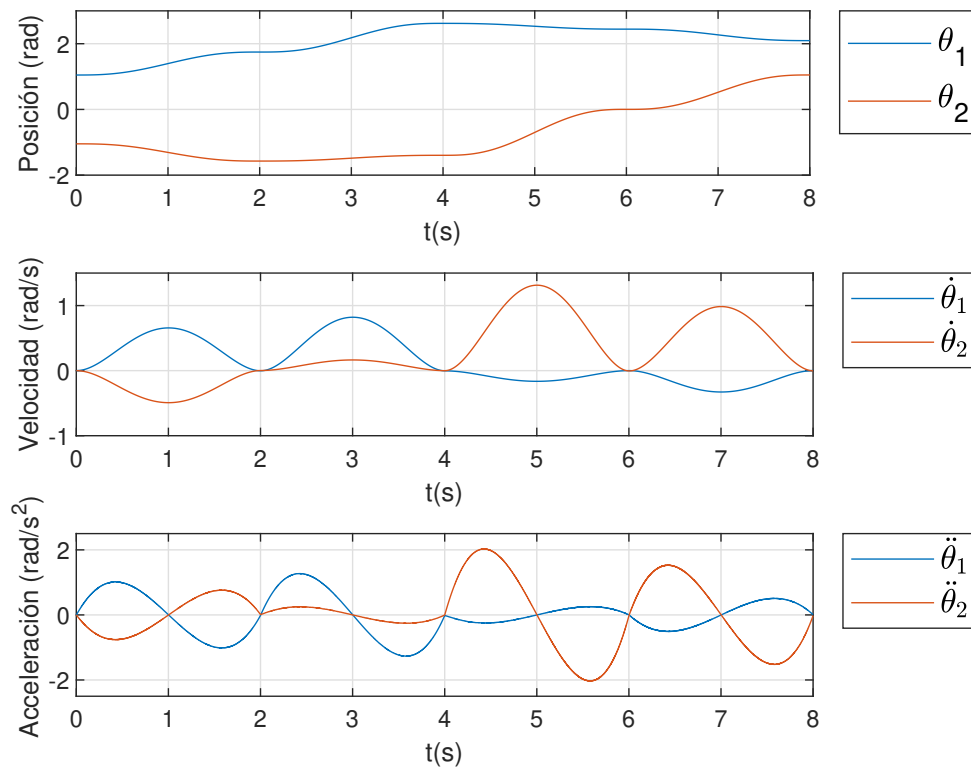 Posición (rad)
2
0
-2
0 1 2 3 4 5 6 7 8
t(s)
θ₁
θ₂
Velocidad (rad/s)
1
0
-1
0 1 2 3 4 5 6 7 8
t(s)
θ̇₁
θ̇₂
Acceleración (rad/s²)
2
0
-2
0 1 2 3 4 5 6 7 8
t(s)
θ̈₁
θ̈₂